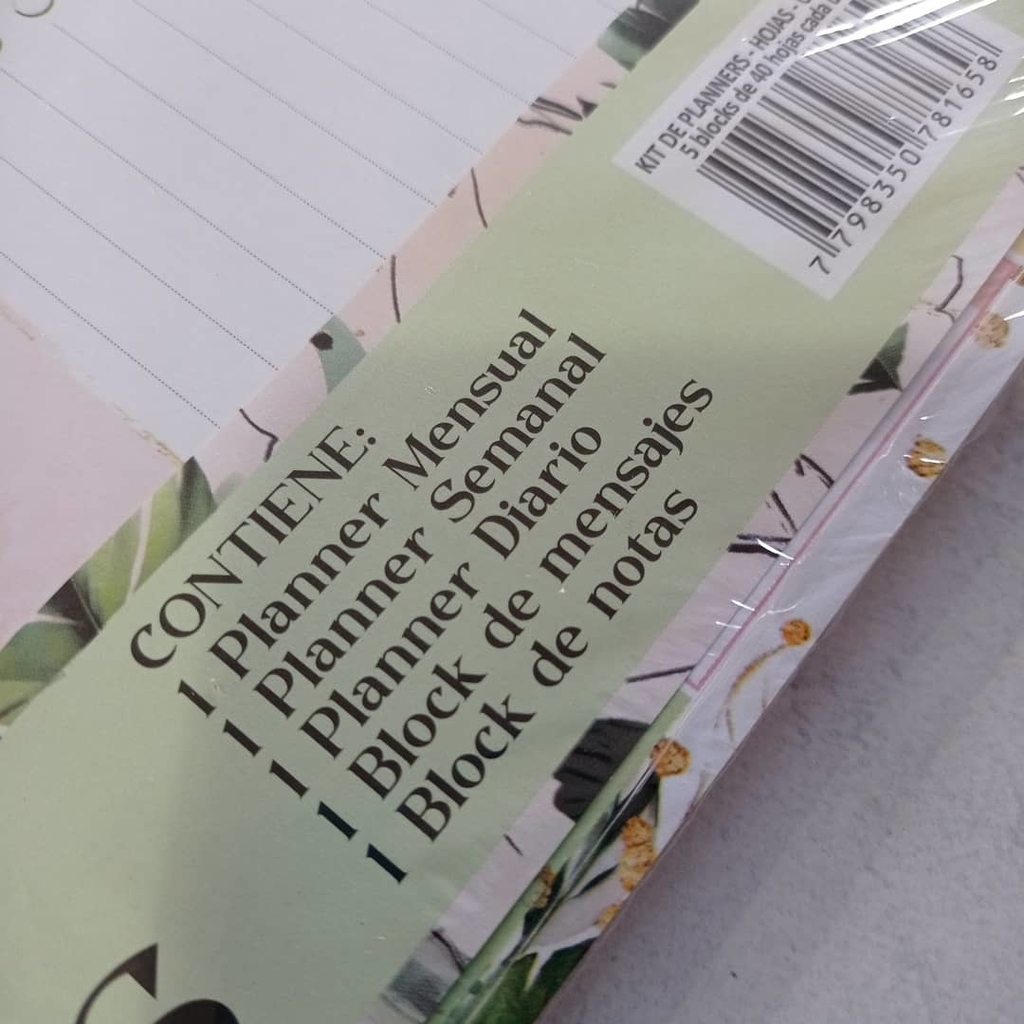 KIT DE PLANNERS - HOJAS -
5 blocks de 40 hojas cada
7 798350 781658
CONTIENE:
1 Planner Mensual
1 Planner Semanal
1 Planner Diario
1 Block de mensajes
1 Block de notas